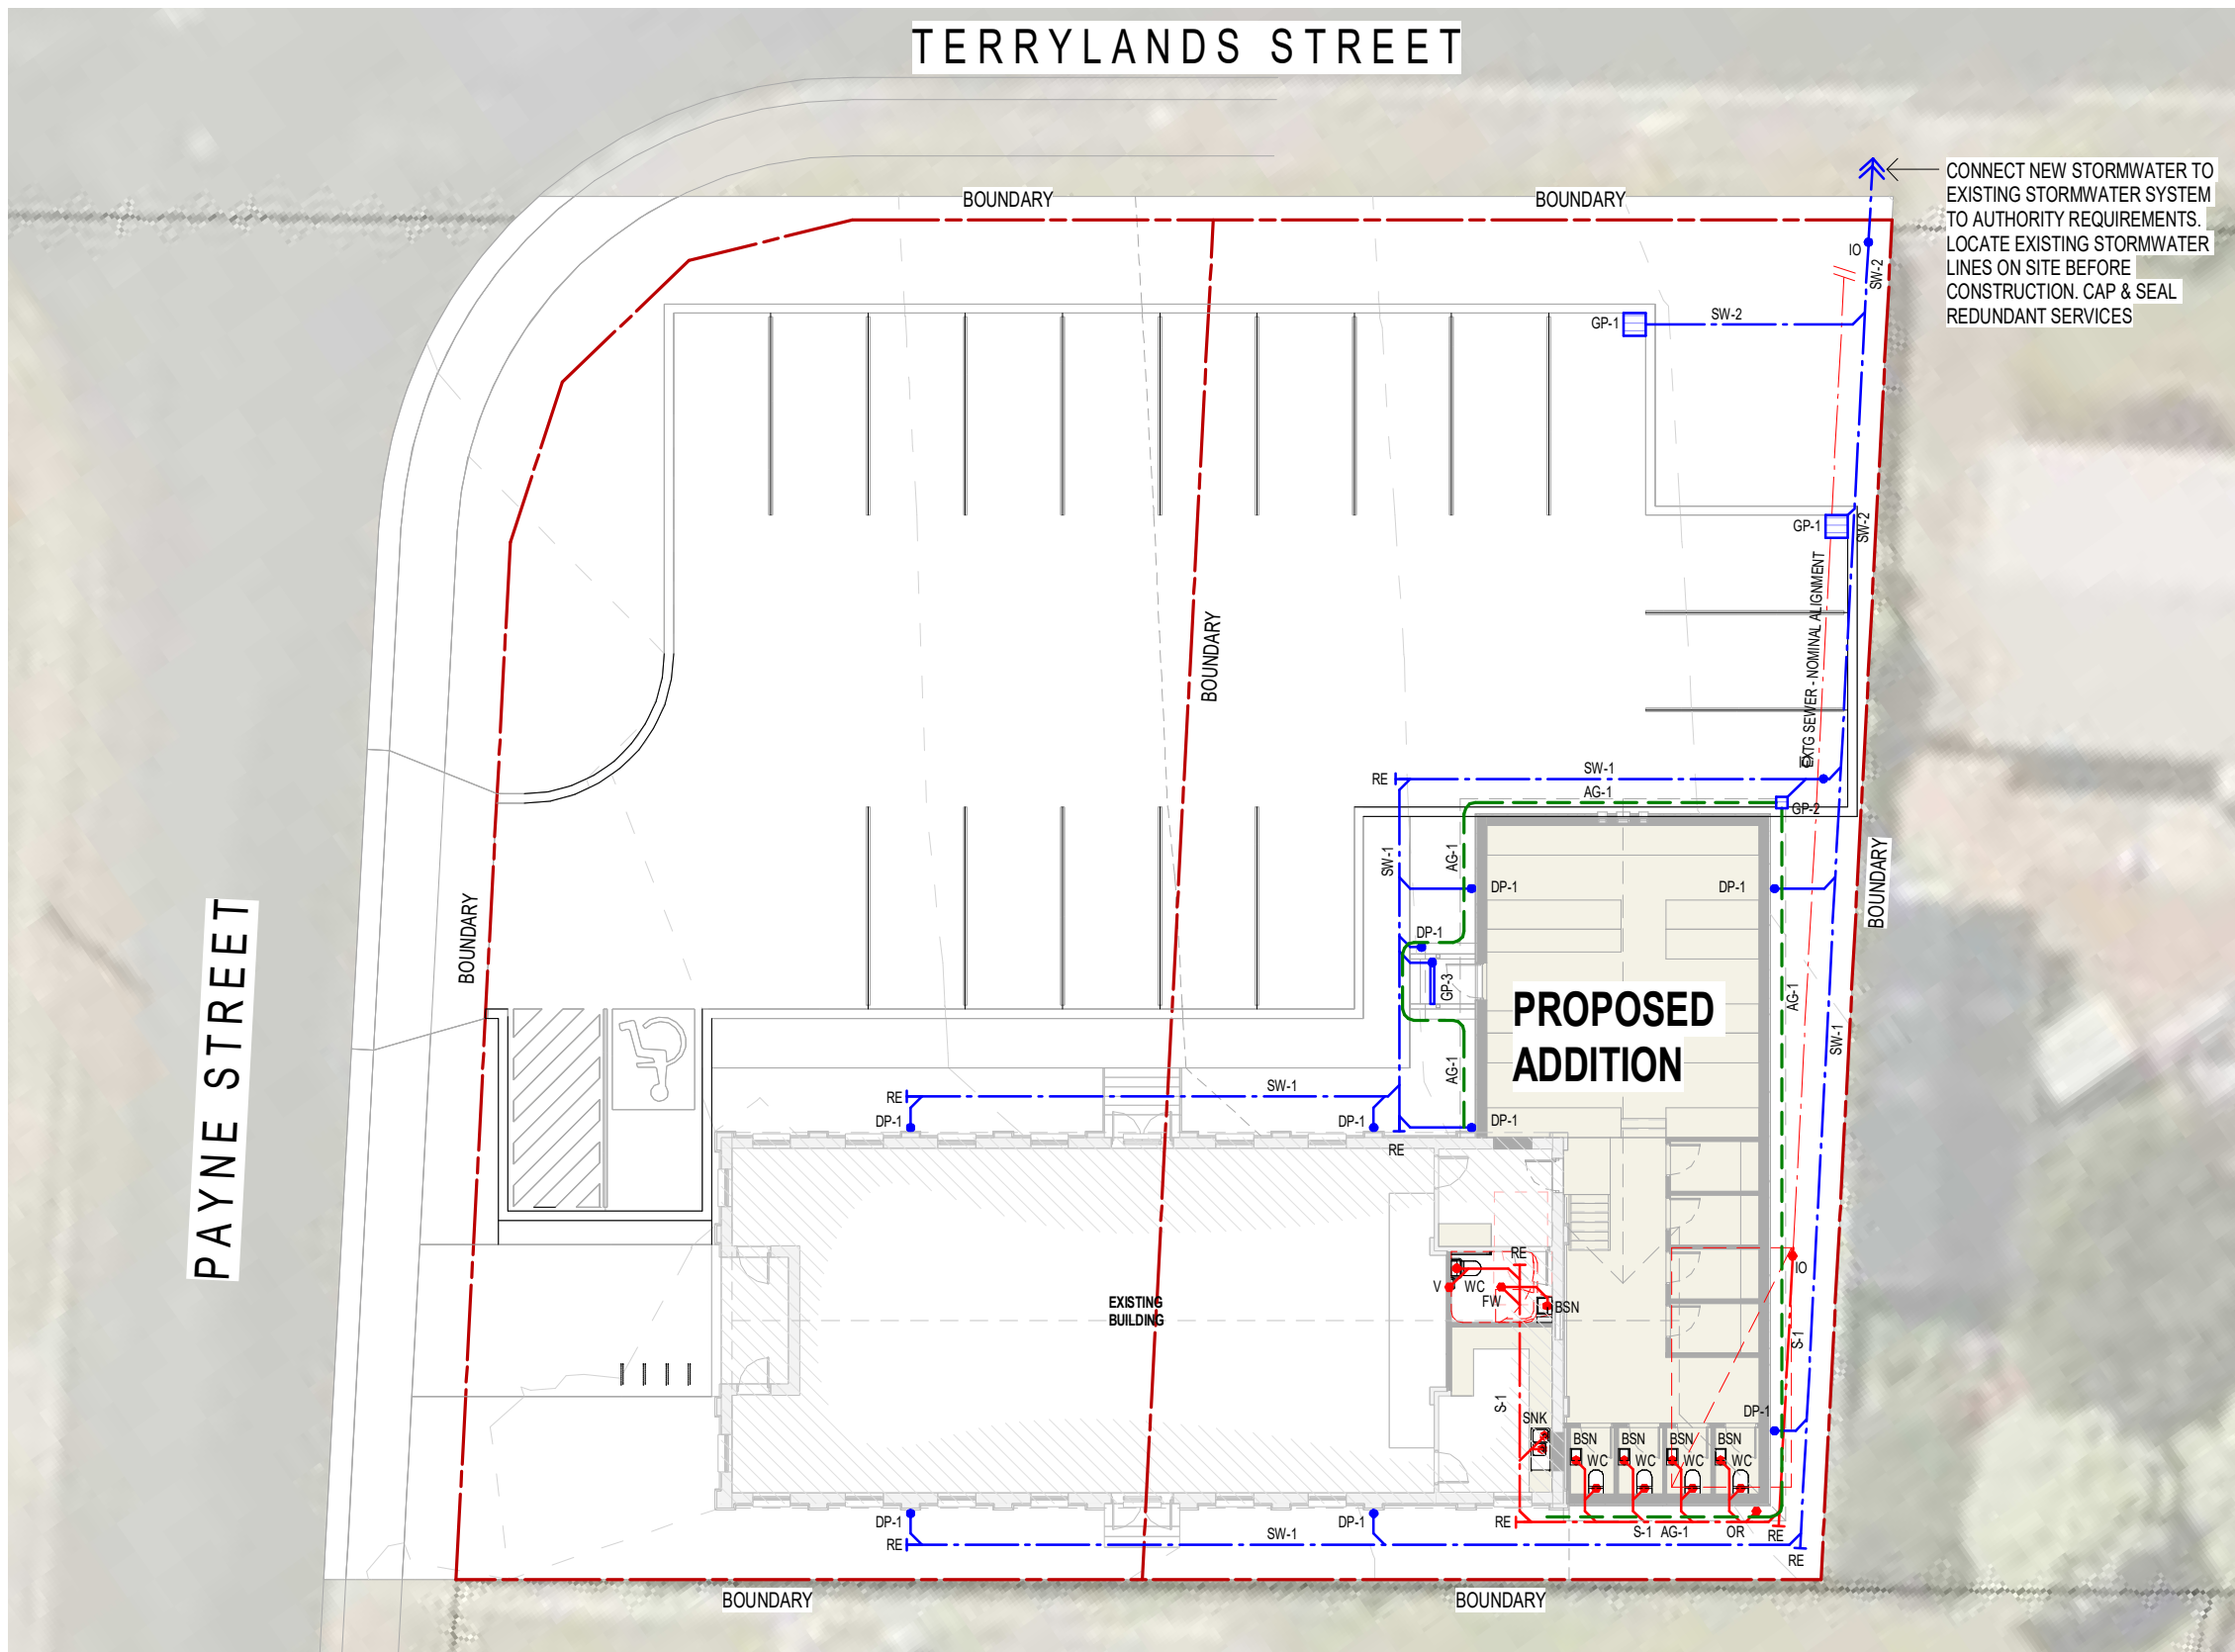 TERRYLANDS STREET
CONNECT NEW STORMWATER TO
EXISTING STORMWATER SYSTEM
TO AUTHORITY REQUIREMENTS.
LOCATE EXISTING STORMWATER
LINES ON SITE BEFORE
CONSTRUCTION. CAP & SEAL
REDUNDANT SERVICES
BOUNDARY
BOUNDARY
IO
SW-2
GP-1
SW-2
GP-1
SW-2
EXTG SEWER - NOMINAL ALIGNMENT
BOUNDARY
RE
SW-1
AG-1
GP-2
SW-1
AG-1
DP-1
DP-1
BOUNDARY
BOUNDARY
PAYNE STREET
DP-1
GP-3
PROPOSED
ADDITION
AG-1
SW-1
AG-1
RE
SW-1
DP-1
DP-1
DP-1
RE
EXISTING
BUILDING
RE
V
WC
FW
BSN
IO
S-1
S-1
SNK
DP-1
BSN
BSN
BSN
BSN
WC
WC
WC
WC
DP-1
DP-1
RE
SW-1
RE
S-1
AG-1
OR
RE
RE
BOUNDARY
BOUNDARY